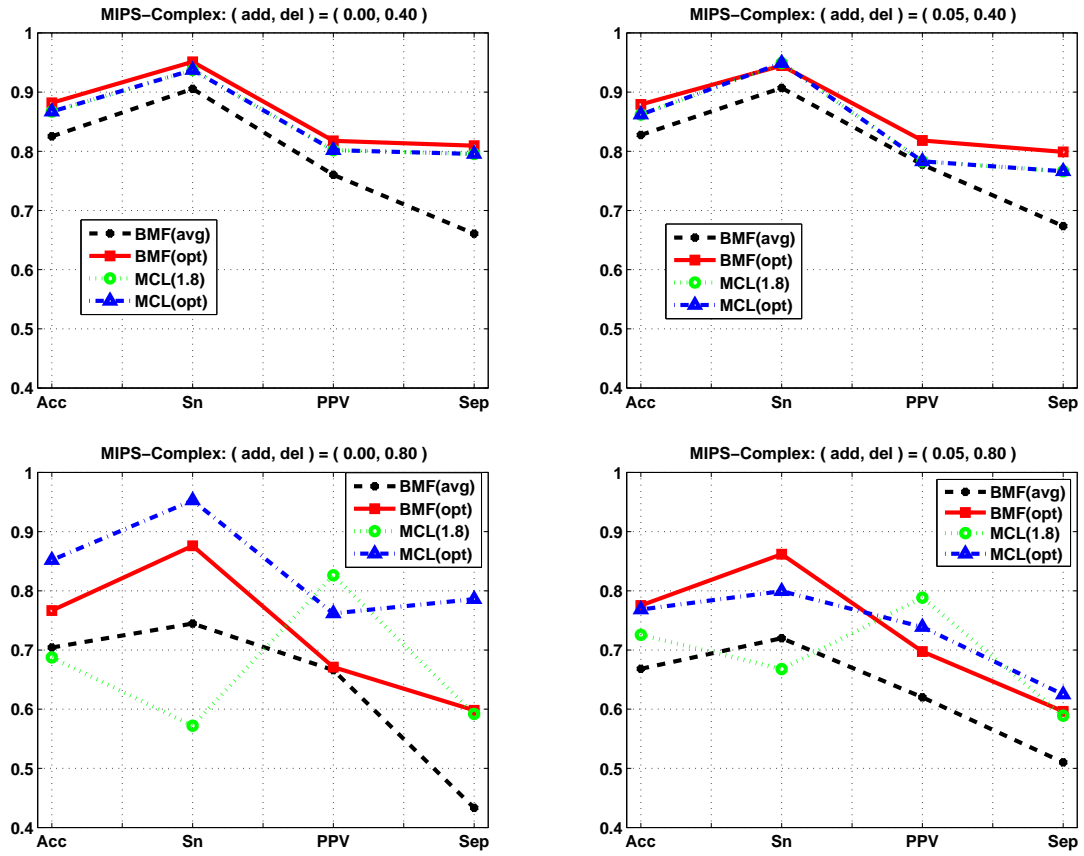 MIPS−Complex: ( add, del ) = ( 0.00, 0.40 )
1
0.9
0.8
0.7
0.6
0.5
0.4
Acc Sn PPV Sep
BMF(avg)
BMF(opt)
MCL(1.8)
MCL(opt)
MIPS−Complex: ( add, del ) = ( 0.05, 0.40 )
1
0.9
0.8
0.7
0.6
0.5
0.4
Acc Sn PPV Sep
BMF(avg)
BMF(opt)
MCL(1.8)
MCL(opt)
MIPS−Complex: ( add, del ) = ( 0.00, 0.80 )
1
0.9
0.8
0.7
0.6
0.5
0.4
Acc Sn PPV Sep
BMF(avg)
BMF(opt)
MCL(1.8)
MCL(opt)
MIPS−Complex: ( add, del ) = ( 0.05, 0.80 )
1
0.9
0.8
0.7
0.6
0.5
0.4
Acc Sn PPV Sep
BMF(avg)
BMF(opt)
MCL(1.8)
MCL(opt)